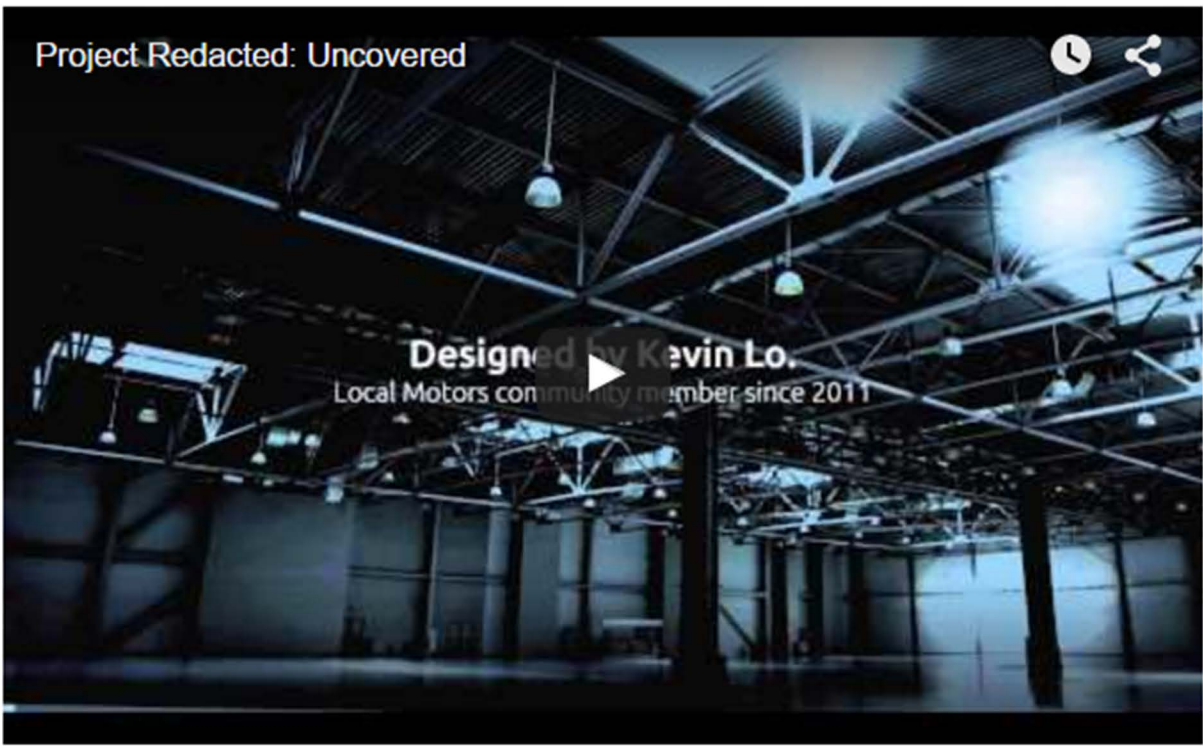 Project Redacted: Uncovered
Designed by Kevin Lo.
Local Motors community member since 2011